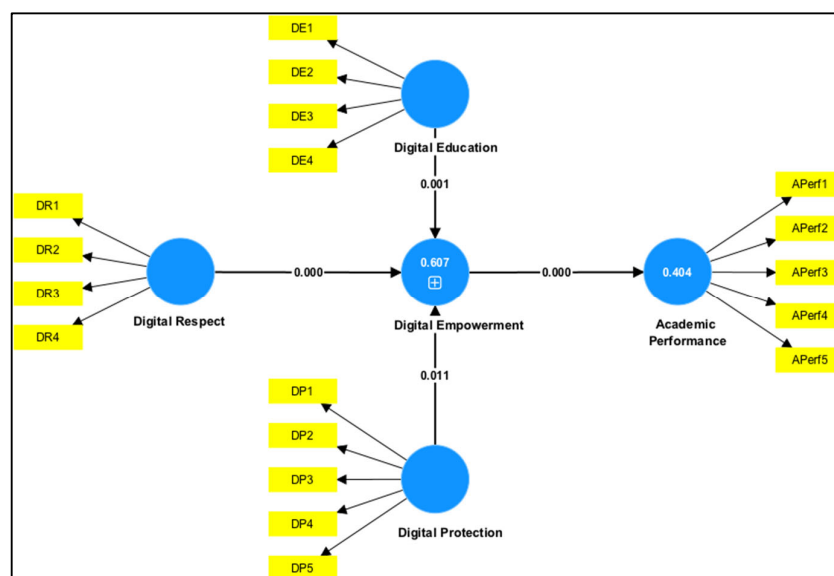 DE1
DE2
DE3
DE4
Digital Education
0.001
DR1
DR2
DR3
DR4
Digital Respect
0.000
0.607
Digital Empowerment
0.000
0.404
Academic
Performance
APerf1
APerf2
APerf3
APerf4
APerf5
0.011
DP1
DP2
DP3
DP4
DP5
Digital Protection